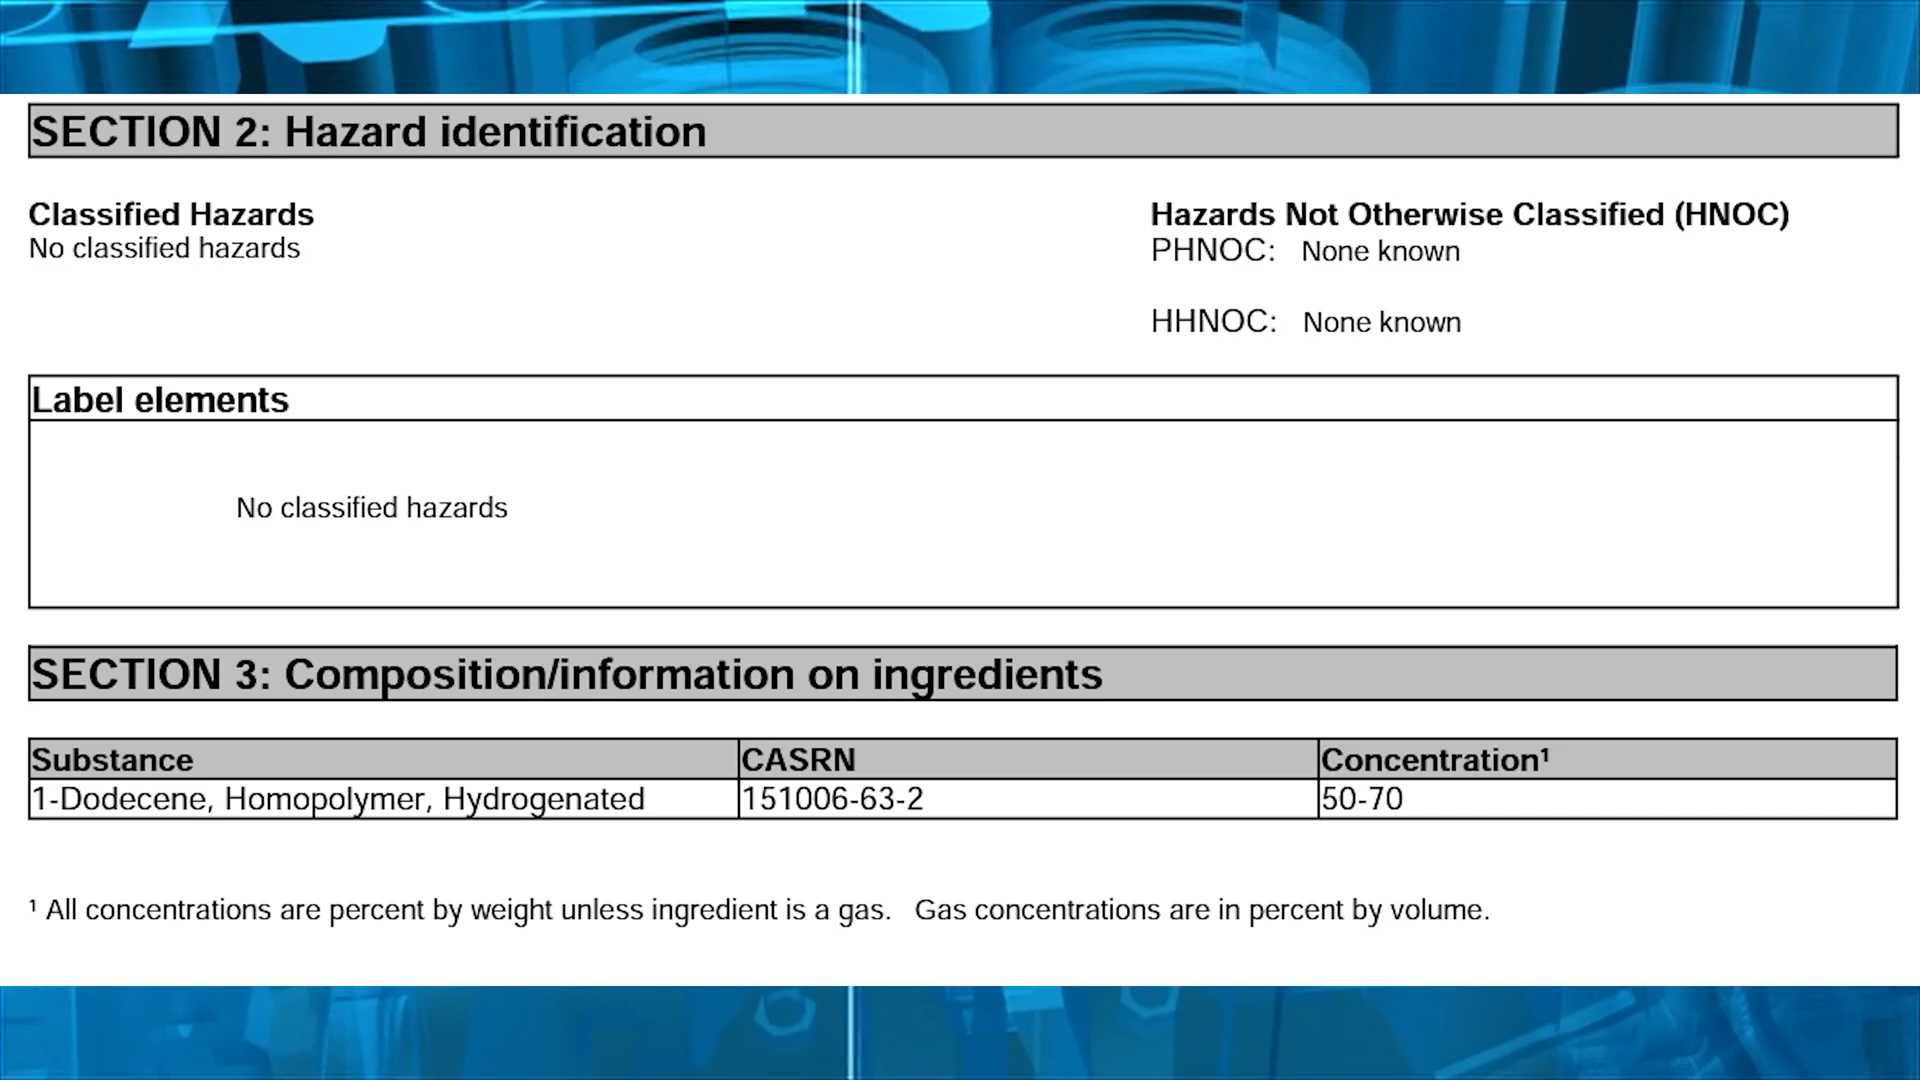 SECTION 2: Hazard identification
Classified Hazards
No classified hazards
Hazards Not Otherwise Classified (HNOC)
PHNOC: None known
HHNOC: None known
Label elements
No classified hazards
SECTION 3: Composition/information on ingredients
Substance CASRN Concentration¹
1-Dodecene, Homopolymer, Hydrogenated 151006-63-2 50-70
¹ All concentrations are percent by weight unless ingredient is a gas. Gas concentrations are in percent by volume.